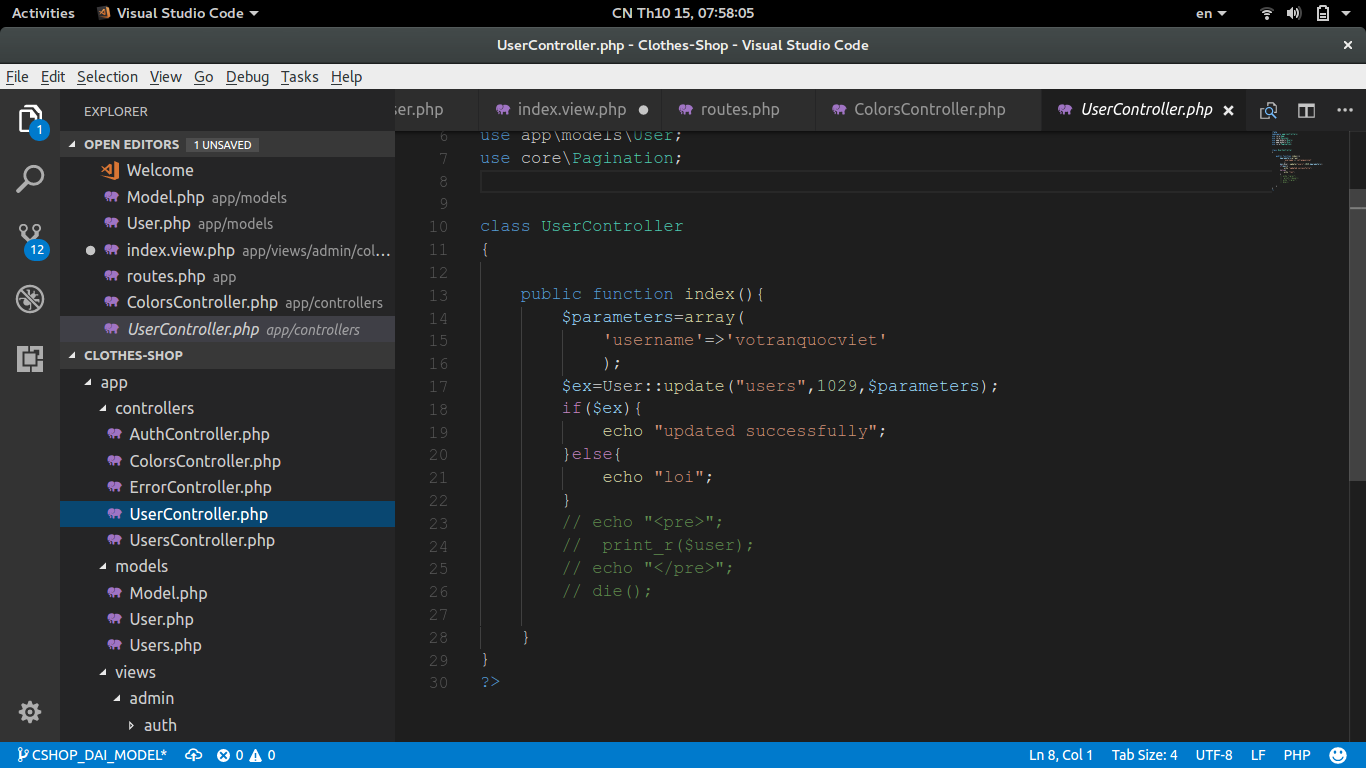 Activities Visual Studio Code CN Th10 15, 07:58:05 en
UserController.php - Clothes-Shop - Visual Studio Code ×
File Edit Selection View Go Debug Tasks Help
EXPLORER
ser.php index.view.php routes.php ColorsController.php UserController.php × ···
1
12
OPEN EDITORS 1 UNSAVED
Welcome
Model.php app/models
User.php app/models
index.view.php app/views/admin/col...
routes.php app
ColorsController.php app/controllers
UserController.php app/controllers
CLOTHES-SHOP
app
controllers
AuthController.php
ColorsController.php
ErrorController.php
UserController.php
UsersController.php
models
Model.php
User.php
Users.php
views
admin
auth
6 use app\models\User;
7 use core\Pagination;
8
9
10 class UserController
11 {
12
13 public function index(){
14 $parameters=array(
15 'username'=>'votranquocviet'
16 );
17 $ex=User::update("users",1029,$parameters);
18 if($ex){
19 echo "updated successfully";
20 }else{
21 echo "loi";
22 }
23 // echo "<pre>";
24 //  print_r($user);
25 // echo "</pre>";
26 // die();
27
28 }
29 }
30 ?>
CSHOP_DAI_MODEL* 0 0 Ln 8, Col 1 Tab Size: 4 UTF-8 LF PHP